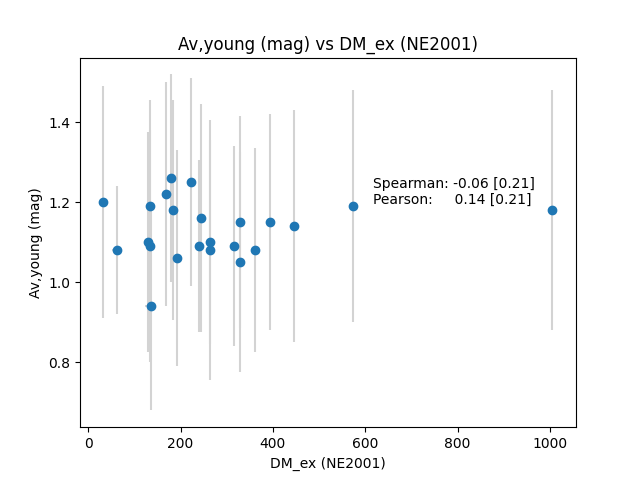 Av,young (mag) vs DM_ex (NE2001)
Av,young (mag)
1.4
1.2
1.0
0.8
Spearman: -0.06 [0.21]
Pearson: 0.14 [0.21]
0 200 400 600 800 1000
DM_ex (NE2001)